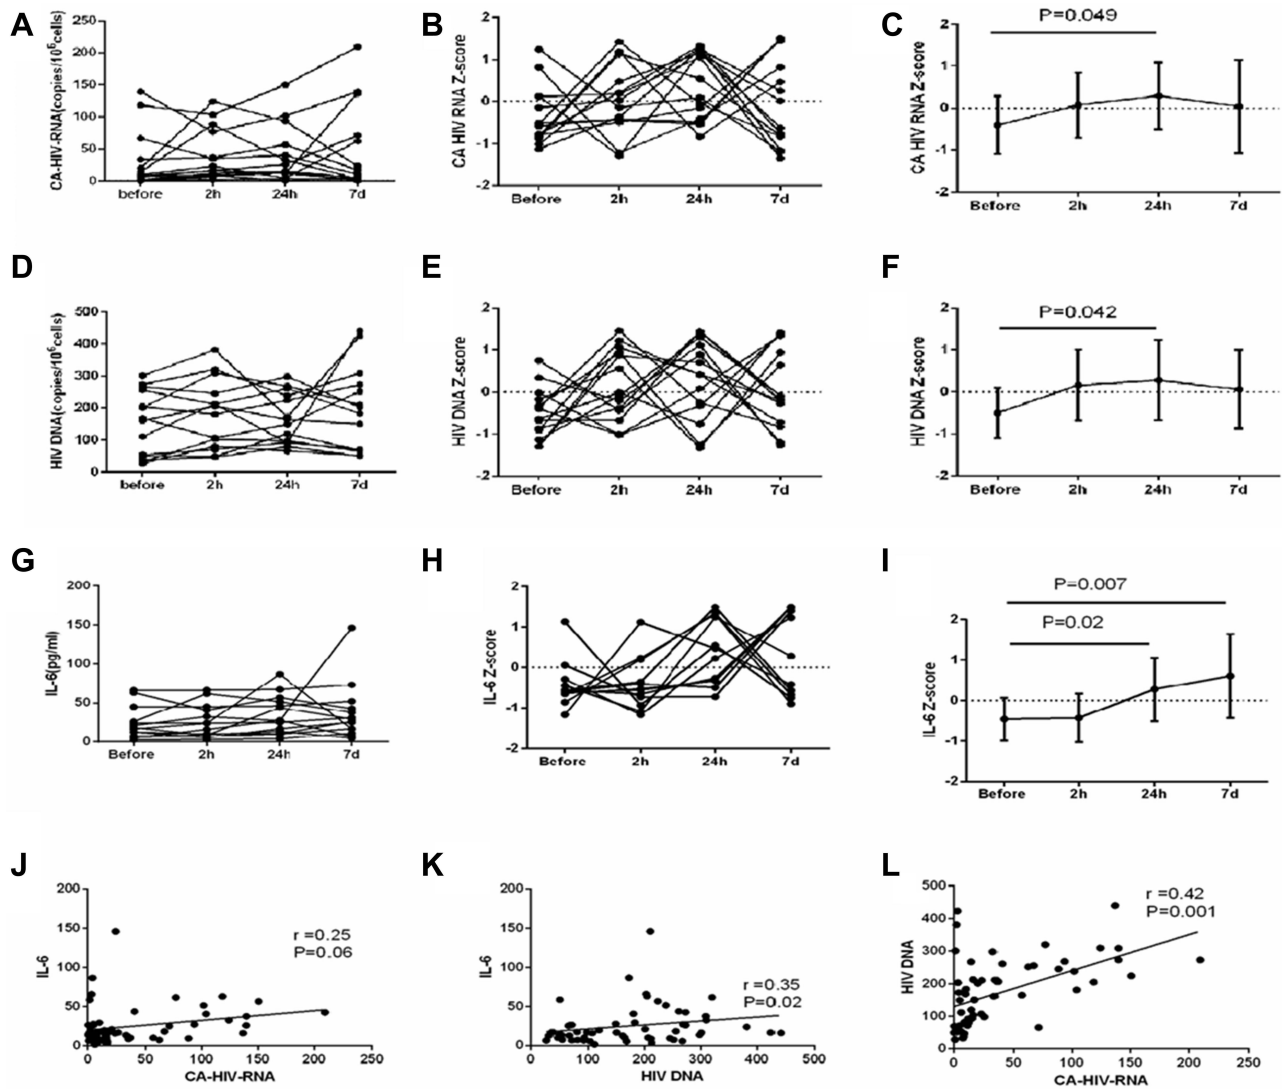 A
CA-HIV-RNA(copies/10⁶cells)
250
200
150
100
50
0
before 2h 24h 7d
B
CA HIV RNA Z-score
2
1
0
-1
-2
Before 2h 24h 7d
C
P=0.049
CA HIV RNA Z-score
2
1
0
-1
-2
Before 2h 24h 7d
D
HIV DNA(copies/10⁶cells)
500
400
300
200
100
0
before 2h 24h 7d
E
HIV DNA Z-score
2
1
0
-1
-2
Before 2h 24h 7d
F
P=0.042
HIV DNA Z-score
2
1
0
-1
-2
Before 2h 24h 7d
G
IL-6(pg/ml)
200
150
100
50
0
Before 2h 24h 7d
H
IL-6 Z-score
2
1
0
-1
-2
Before 2h 24h 7d
I
P=0.007
P=0.02
IL-6 Z-score
2
1
0
-1
-2
Before 2h 24h 7d
J
IL-6
200
150
100
50
0
r =0.25
P=0.06
0 50 100 150 200 250
CA-HIV-RNA
K
IL-6
200
150
100
50
0
r =0.35
P=0.02
0 100 200 300 400 500
HIV DNA
L
HIV DNA
500
400
300
200
100
0
r =0.42
P=0.001
0 50 100 150 200 250
CA-HIV-RNA